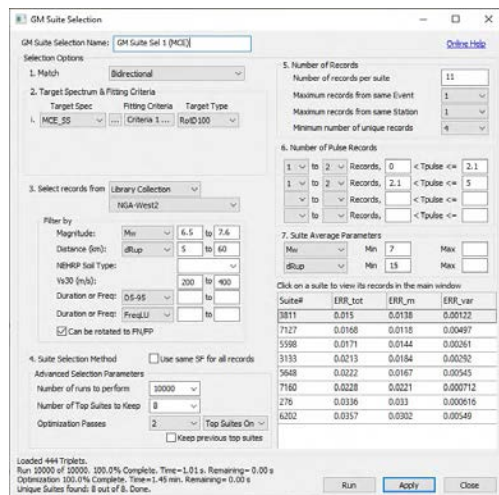 GM Suite Selection
GM Suite Selection Name: GM Suite Sel 1 (MCE)
Online Help
Selection Options
1. Match Bidirectional
2. Target Spectrum & Fitting Criteria
Target Spec Fitting Criteria Target Type
i. MCE_SS ... Criteria 1 ... RotD100
3. Select records from Library Collection
NGA-West2
Filter by
Magnitude: Mw 6.5 to 7.6
Distance (km): dRup 5 to 60
NEHRP Soil Type:
Vs30 (m/s): 200 to 400
Duration or Freq: D5-95 to
Duration or Freq: FreqLU to
Can be rotated to FN/FP
4. Suite Selection Method Use same SF for all records
Advanced Selection Parameters
Number of runs to perform 10000
Number of Top Suites to Keep 8
Optimization Passes 2 Top Suites On
Keep previous top suites
5. Number of Records
Number of records per suite 11
Maximum records from same Event 1
Maximum records from same Station 1
Minimum number of unique records 4
6. Number of Pulse Records
1 to 2 Records, 0 < Tpulse <= 2.1
1 to 2 Records, 2.1 < Tpulse <= 5
to Records, < Tpulse <=
to Records, < Tpulse <=
7. Suite Average Parameters
Mw Min 7 Max
dRup Min 15 Max
Click on a suite to view its records in the main window
Suite# ERR_tot ERR_m ERR_var
3811 0.015 0.0138 0.00122
7127 0.0168 0.0118 0.00497
5598 0.0171 0.0144 0.00261
3133 0.0213 0.0184 0.00292
5648 0.0222 0.0167 0.00545
7160 0.0228 0.0221 0.000712
276 0.0336 0.033 0.000616
6202 0.0357 0.0302 0.00549
Loaded 444 Triplets.
Run 10000 of 10000. 100.0% Complete. Time=1.01 s. Remaining= 0.00 s
Optimization 100.0% Complete. Time=1.45 min. Remaining= 0.00 s
Unique Suites found: 8 out of 8. Done.
Run Apply Close